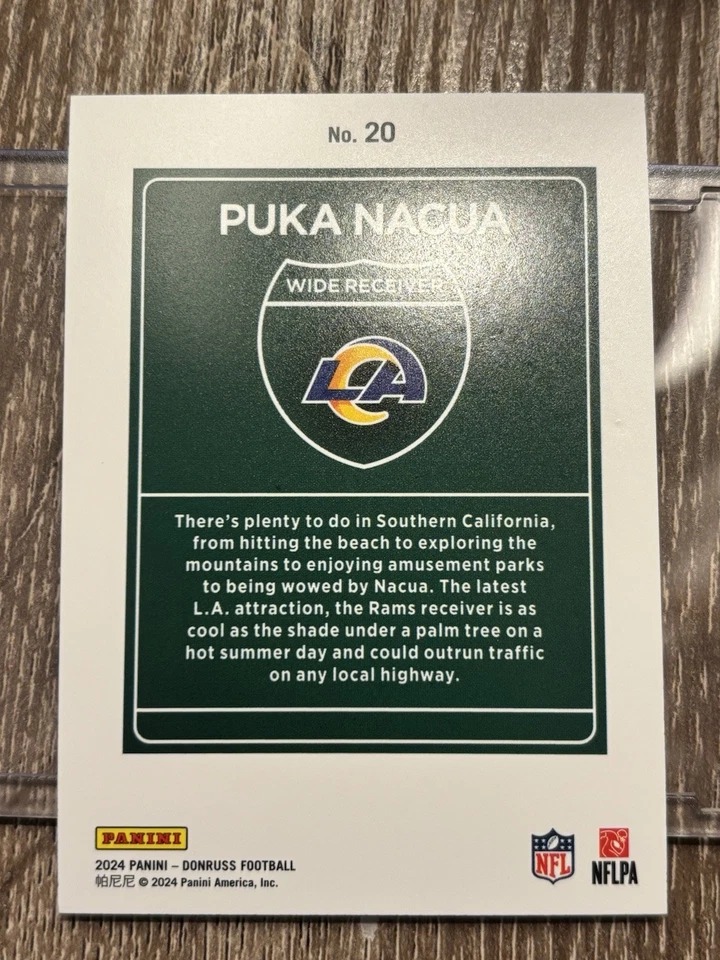 No. 20
PUKA NACUA
WIDE RECEIVER
LA
There's plenty to do in Southern California,
from hitting the beach to exploring the
mountains to enjoying amusement parks
to being wowed by Nacua. The latest
L.A. attraction, the Rams receiver is as
cool as the shade under a palm tree on a
hot summer day and could outrun traffic
on any local highway.
PANINI
2024 PANINI – DONRUSS FOOTBALL
帕尼尼 © 2024 Panini America, Inc.
NFL
NFLPA